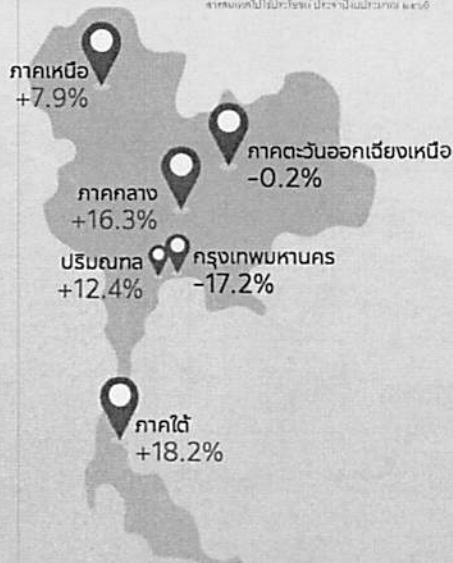 ภาคเหนือ
+7.9%
ภาคตะวันออกเฉียงเหนือ
-0.2%
ภาคกลาง
+16.3%
ปริมณฑล
+12.4%
กรุงเทพมหานคร
-17.2%
ภาคใต้
+18.2%